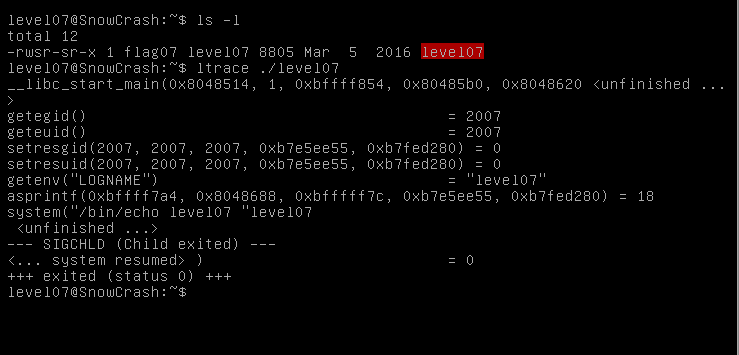 level07@SnowCrash:~$ ls -l
total 12
-rwsr-sr-x 1 flag07 level07 8805 Mar  5  2016 level07
level07@SnowCrash:~$ ltrace ./level07
__libc_start_main(0x8048514, 1, 0xbffff854, 0x80485b0, 0x8048620 <unfinished ...
>
getegid()                                        = 2007
geteuid()                                        = 2007
setresgid(2007, 2007, 2007, 0xb7e5ee55, 0xb7fed280) = 0
setresuid(2007, 2007, 2007, 0xb7e5ee55, 0xb7fed280) = 0
getenv("LOGNAME")                                = "level07"
asprintf(0xbffff7a4, 0x8048688, 0xbfffff7c, 0xb7e5ee55, 0xb7fed280) = 18
system("/bin/echo level07 "level07
 <unfinished ...>
--- SIGCHLD (Child exited) ---
<... system resumed> )                           = 0
+++ exited (status 0) +++
level07@SnowCrash:~$